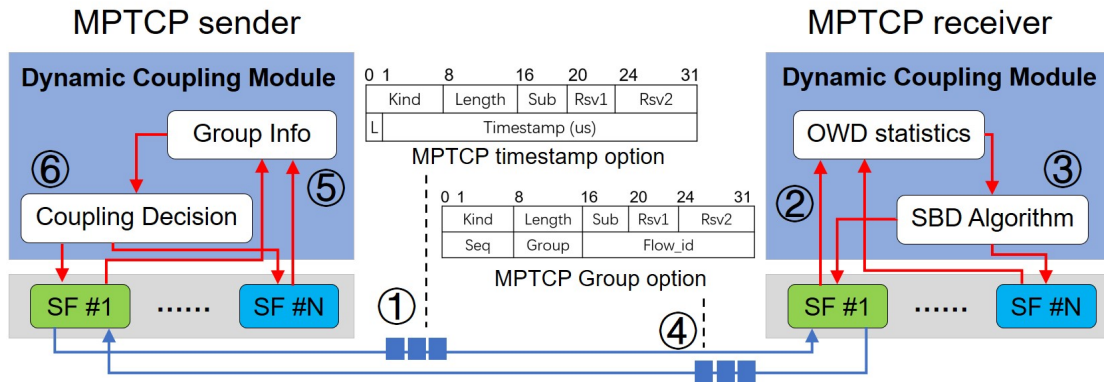 MPTCP sender
MPTCP receiver
Dynamic Coupling Module
Group Info
⑥
⑤
Coupling Decision
SF #1
......
SF #N
0 1 8 16 20 24 31
Kind Length Sub Rsv1 Rsv2
L Timestamp (us)
MPTCP timestamp option
0 1 8 16 20 24 31
Kind Length Sub Rsv1 Rsv2
Seq Group Flow_id
MPTCP Group option
①
④
Dynamic Coupling Module
OWD statistics
②
③
SBD Algorithm
SF #1
......
SF #N